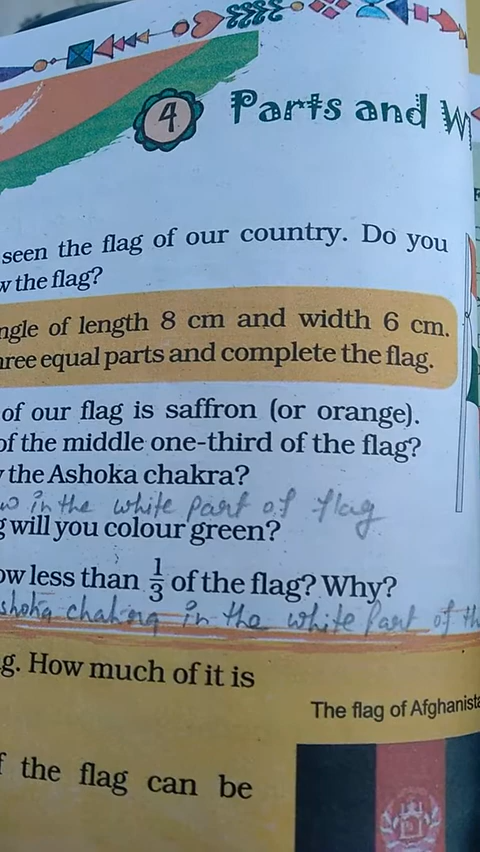 4 Parts and W
seen the flag of our country. Do you
w the flag?
ngle of length 8 cm and width 6 cm.
ree equal parts and complete the flag.
of our flag is saffron (or orange).
of the middle one-third of the flag?
the Ashoka chakra?
in the white part of flag
g will you colour green?
ow less than 1/3 of the flag? Why?
shoka chakra in the white part of th
g. How much of it is
The flag of Afghanista
f the flag can be